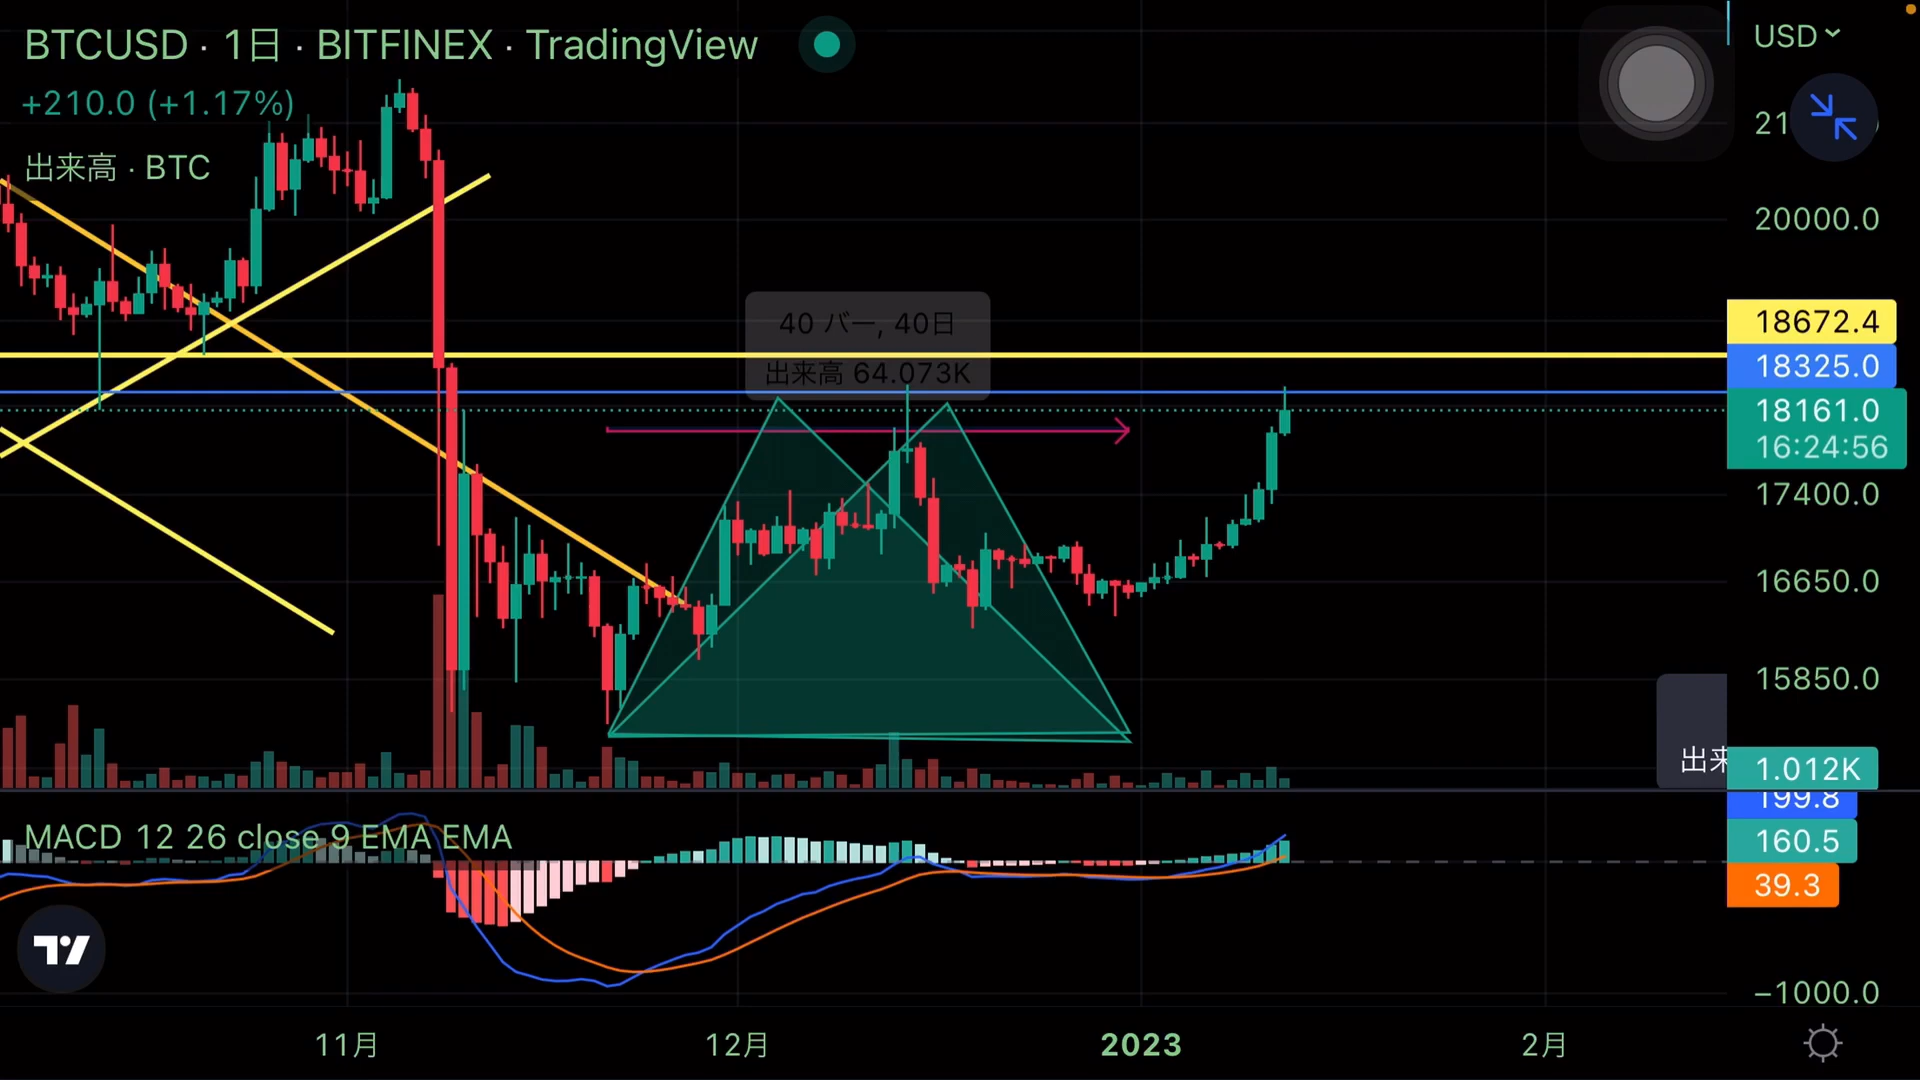 BTCUSD · 1日 · BITFINEX · TradingView
+210.0 (+1.17%)
出来高 · BTC
USD
21
20000.0
40 バー, 40日
出来高 64.073K
18672.4
18325.0
18161.0
16:24:56
17400.0
16650.0
15850.0
出来
1.012K
199.8
MACD 12 26 close 9 EMA EMA
160.5
39.3
−1000.0
11月
12月
2023
2月